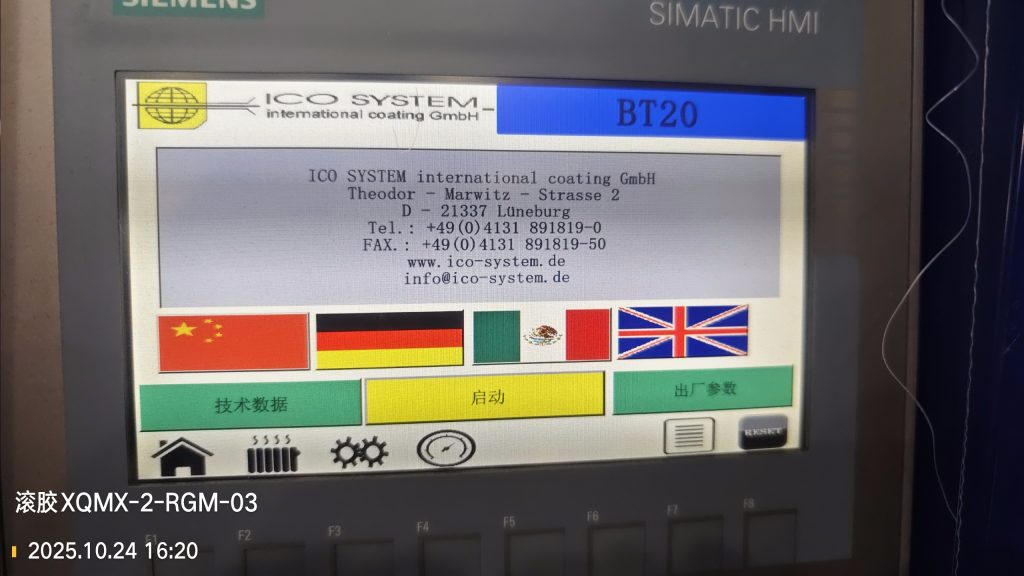 SIEMENS
SIMATIC HMI
ICO SYSTEM
international coating GmbH
BT20
ICO SYSTEM international coating GmbH
Theodor - Marwitz - Strasse 2
D - 21337 Lüneburg
Tel.: +49(0)4131 891819-0
FAX.: +49(0)4131 891819-50
www.ico-system.de
info@ico-system.de
技术数据
启动
出厂参数
RESET
滚胶XQMX-2-RGM-03
2025.10.24 16:20
F1
F2
F3
F4
F5
F6
F7
F8